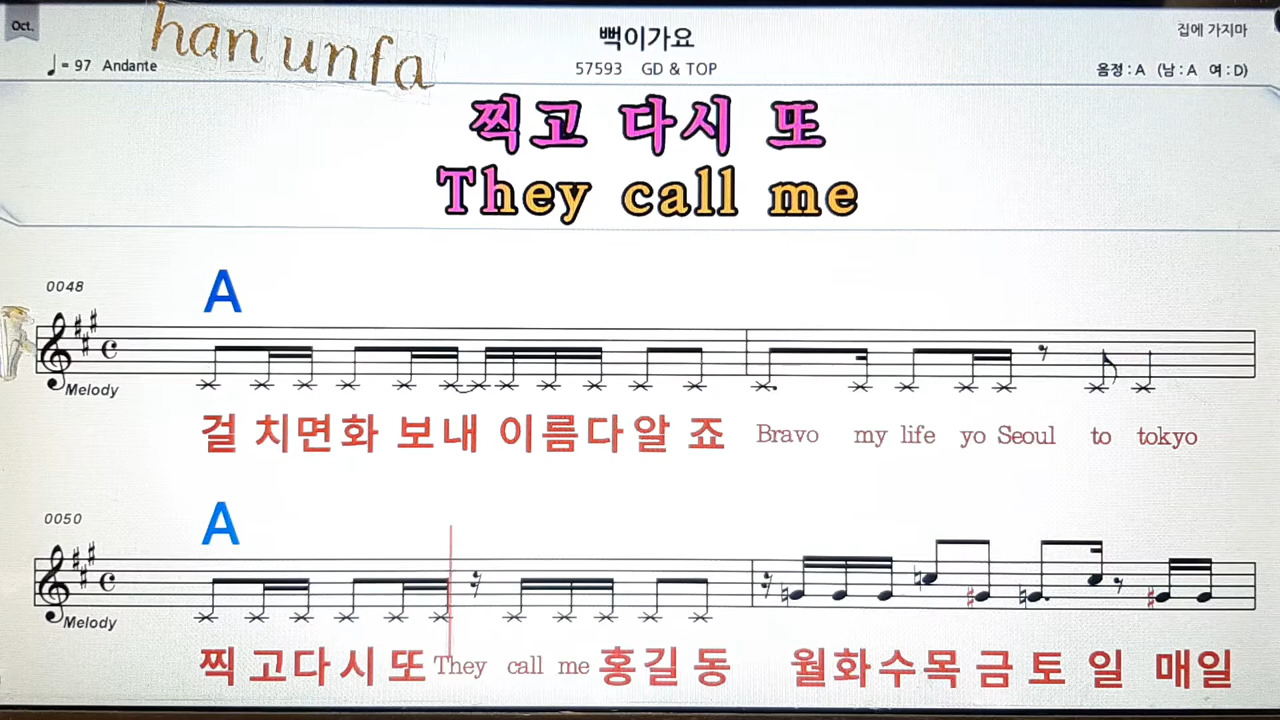 Oct.
han unfa
뻑이가요
집에 가지마
♩= 97 Andante
57593 GD & TOP
음정 : A (남 : A 여 : D)
찍고 다시 또
They call me
0048
A
Melody
걸 치면화 보내 이름다알 죠 Bravo my life yo Seoul to tokyo
0050
A
Melody
찍 고다시 또 They call me 홍길 동 월화수목 금 토 일 매일